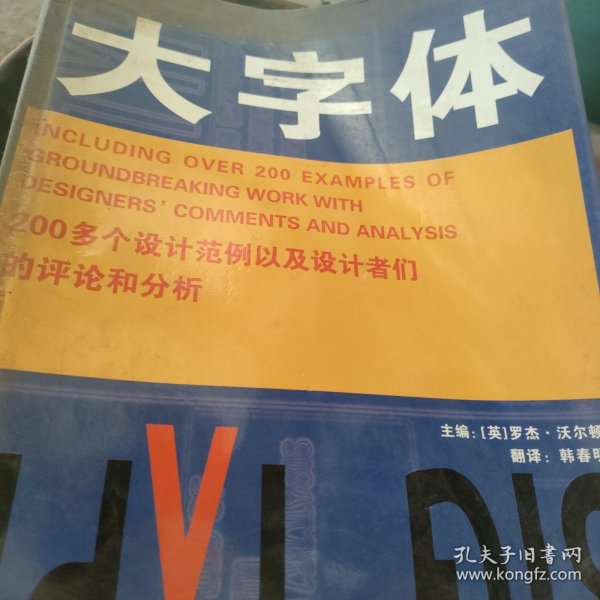 大字体
INCLUDING OVER 200 EXAMPLES OF
GROUNDBREAKING WORK WITH
DESIGNERS' COMMENTS AND ANALYSIS
200多个设计范例以及设计者们
的评论和分析
主编:[英]罗杰·沃尔顿
翻译: 韩春明
孔夫子旧书网
www.kongfz.com